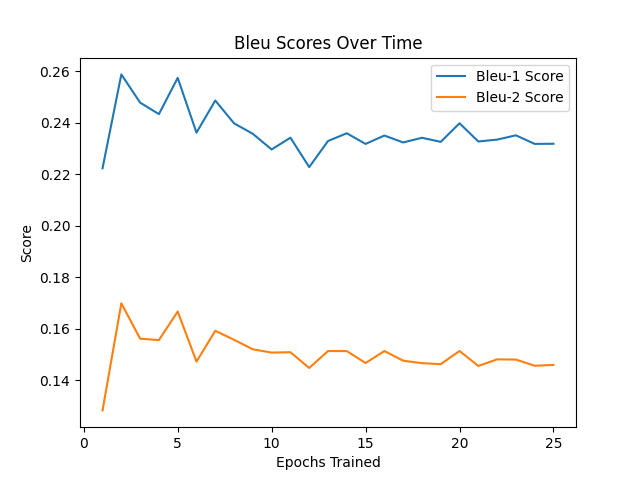 Bleu Scores Over Time
Bleu-1 Score
Bleu-2 Score
0.26
0.24
0.22
0.20
0.18
0.16
0.14
Score
0 5 10 15 20 25
Epochs Trained